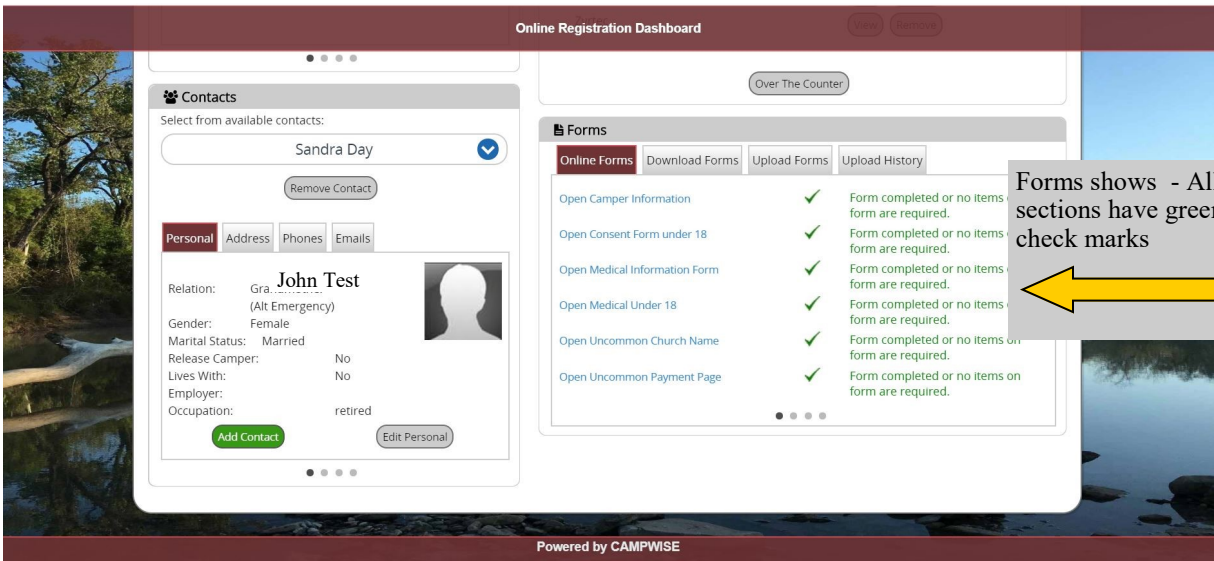 Online Registration Dashboard
View Remove
Over The Counter
Contacts
Select from available contacts:
Sandra Day
Remove Contact
Personal Address Phones Emails
John Test
Relation:
(Alt Emergency)
Gender: Female
Marital Status: Married
Release Camper: No
Lives With: No
Employer:
Occupation: retired
Add Contact Edit Personal
Forms
Online Forms Download Forms Upload Forms Upload History
Open Camper Information Form completed or no items
form are required.
Open Consent Form under 18 Form completed or no items
form are required.
Open Medical Information Form Form completed or no items
form are required.
Open Medical Under 18 Form completed or no items
form are required.
Open Uncommon Church Name Form completed or no items on
form are required.
Open Uncommon Payment Page Form completed or no items on
form are required.
Forms shows - All
sections have green
check marks
Powered by CAMPWISE